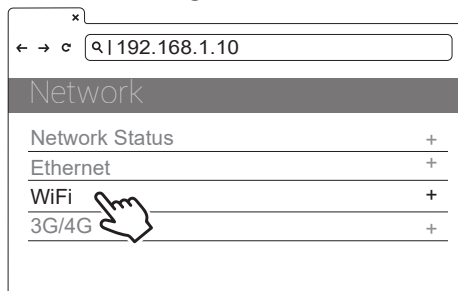 192.168.1.10
Network
Network Status +
Ethernet +
WiFi +
3G/4G +